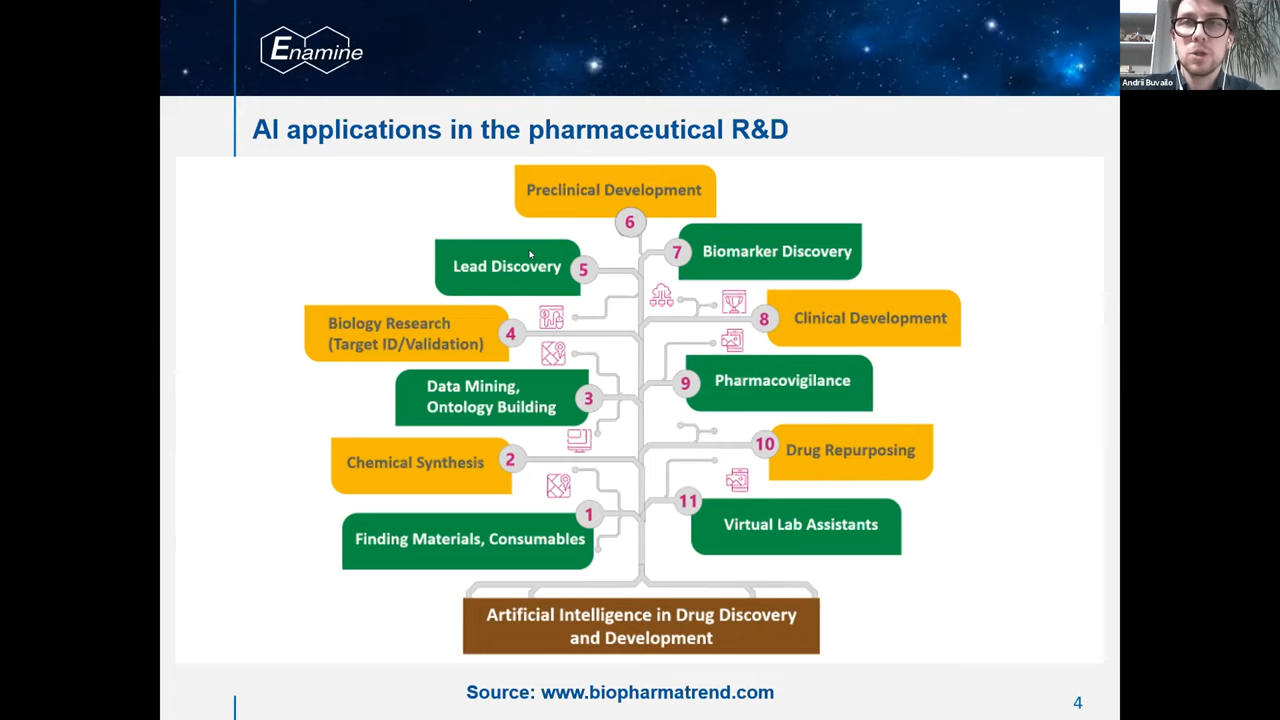 Enamine
Andrii Buvailo
AI applications in the pharmaceutical R&D
Preclinical Development
6
7
Biomarker Discovery
Lead Discovery
5
8
Clinical Development
Biology Research
(Target ID/Validation)
4
9
Pharmacovigilance
Data Mining,
Ontology Building
3
10
Drug Repurposing
Chemical Synthesis
2
11
Virtual Lab Assistants
1
Finding Materials, Consumables
Artificial Intelligence in Drug Discovery
and Development
Source: www.biopharmatrend.com
4